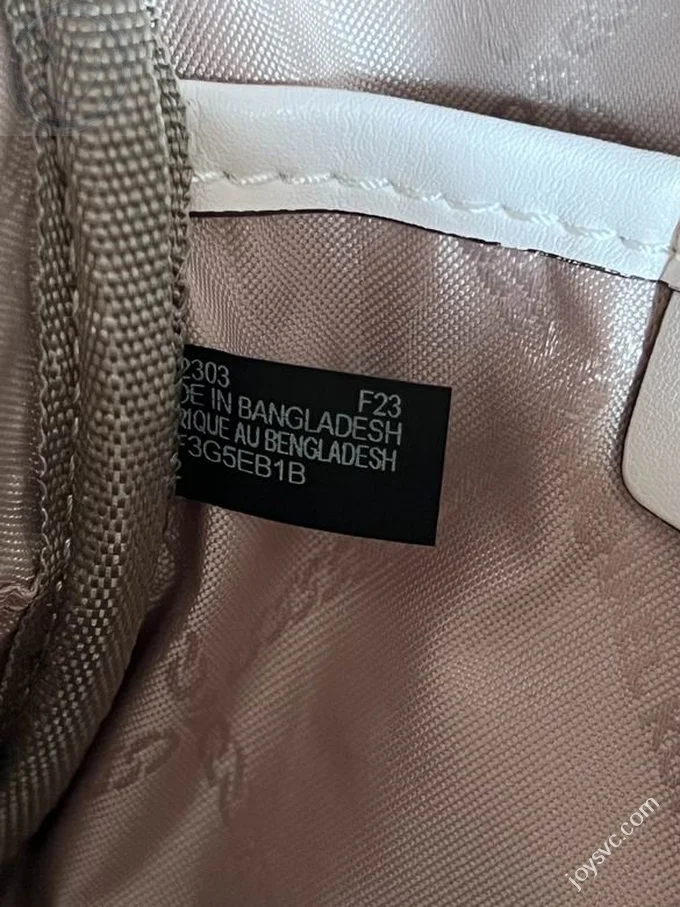 2303 F23
DE IN BANGLADESH
RIQUE AU BENGLADESH
F3G5EB1B
joysvc.com